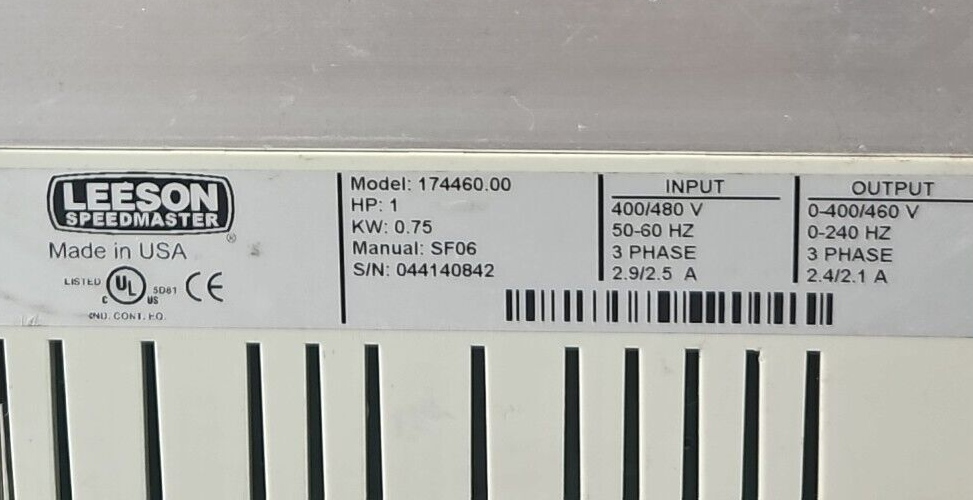 LEESON
SPEEDMASTER
®
Made in USA
LISTED
C UL US
5D81
IND. CONT. EQ.
CE
Model: 174460.00
HP: 1
KW: 0.75
Manual: SF06
S/N: 044140842
INPUT
400/480 V
50-60 HZ
3 PHASE
2.9/2.5 A
OUTPUT
0-400/460 V
0-240 HZ
3 PHASE
2.4/2.1 A